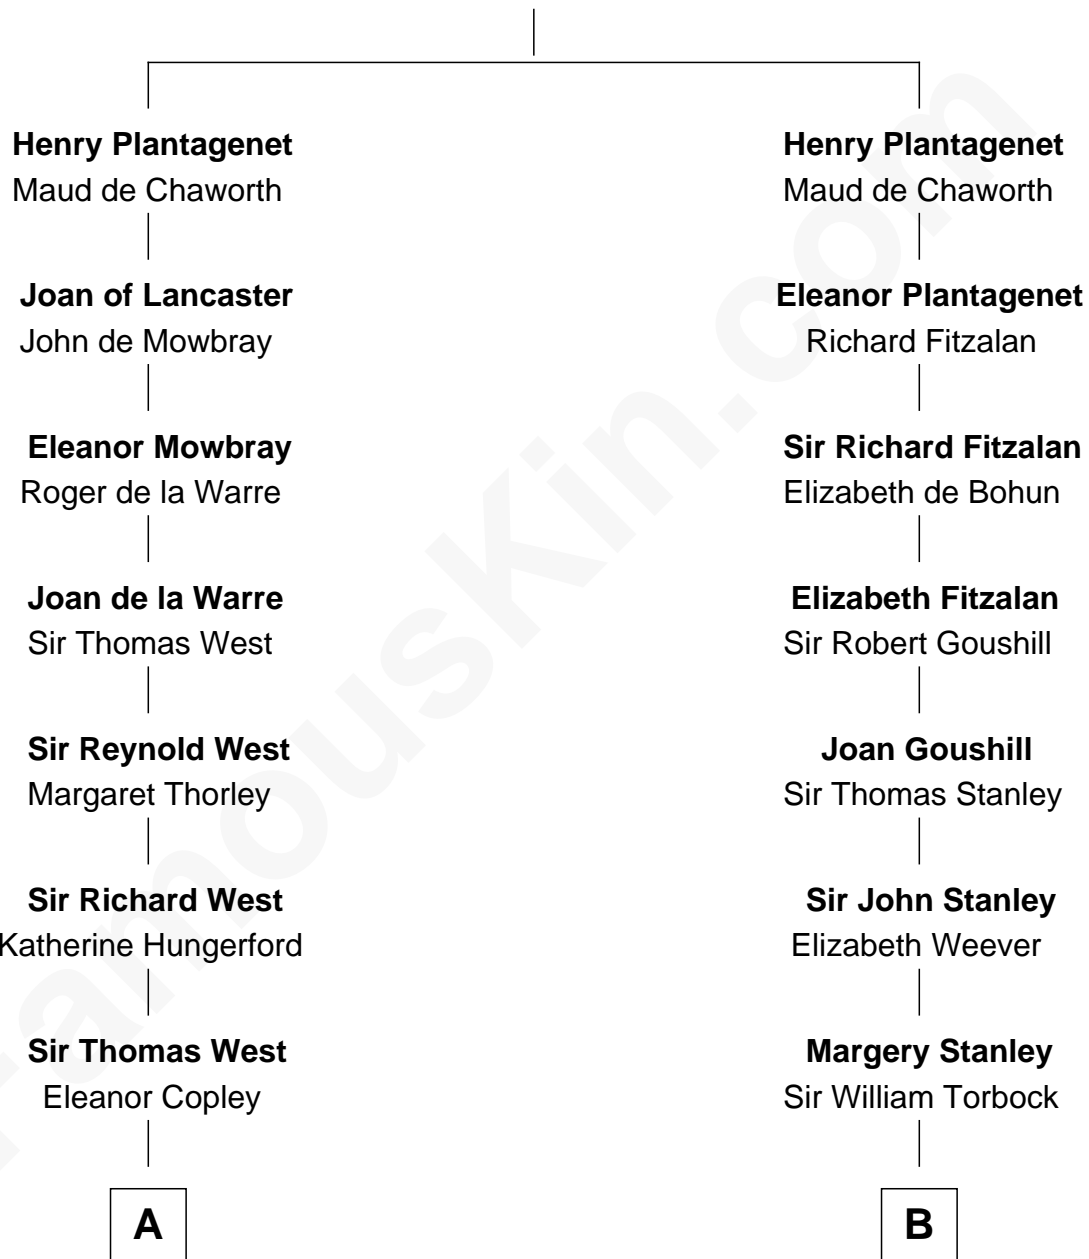 Henry Plantagenet
Maud de Chaworth
Joan of Lancaster
John de Mowbray
Eleanor Mowbray
Roger de la Warre
Joan de la Warre
Sir Thomas West
Sir Reynold West
Margaret Thorley
Sir Richard West
Katherine Hungerford
Sir Thomas West
Eleanor Copley
A
Henry Plantagenet
Maud de Chaworth
Eleanor Plantagenet
Richard Fitzalan
Sir Richard Fitzalan
Elizabeth de Bohun
Elizabeth Fitzalan
Sir Robert Goushill
Joan Goushill
Sir Thomas Stanley
Sir John Stanley
Elizabeth Weever
Margery Stanley
Sir William Torbock
B
FamousKin.com